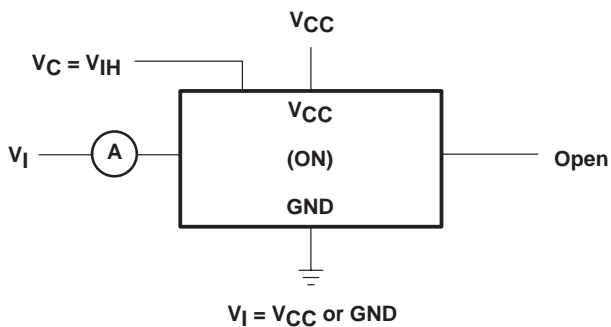 VCC
VC = VIH
VCC
VI
A
(ON)
Open
GND
VI = VCC or GND